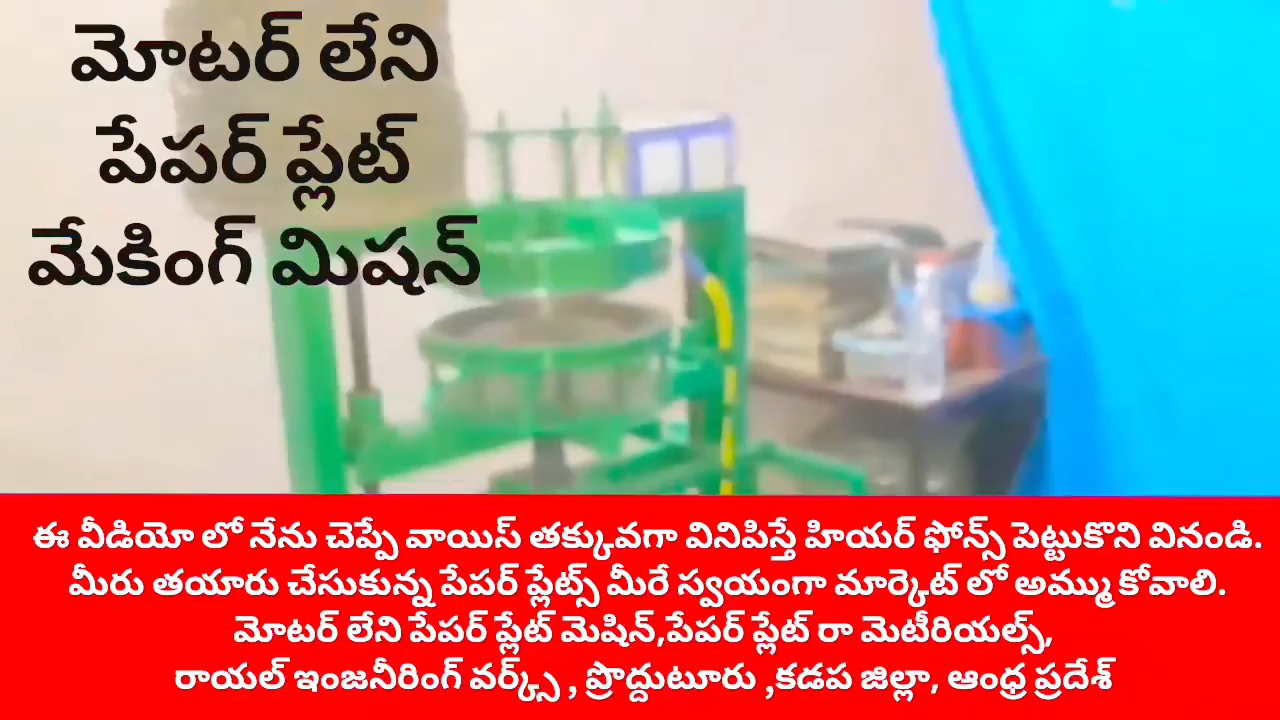 మోటర్ లేని
పేపర్ ప్లేట్
మేకింగ్ మిషన్
ఈ వీడియో లో నేను చెప్పే వాయిస్ తక్కువగా వినిపిస్తే హియర్ ఫోన్స్ పెట్టుకొని వినండి.
మీరు తయారు చేసుకున్న పేపర్ ప్లేట్స్ మీరే స్వయంగా మార్కెట్ లో అమ్ము కోవాలి.
మోటర్ లేని పేపర్ ప్లేట్ మెషిన్,పేపర్ ప్లేట్ రా మెటీరియల్స్,
రాయల్ ఇంజనీరింగ్ వర్క్స్ , ప్రొద్దుటూరు ,కడప జిల్లా, ఆంధ్ర ప్రదేశ్